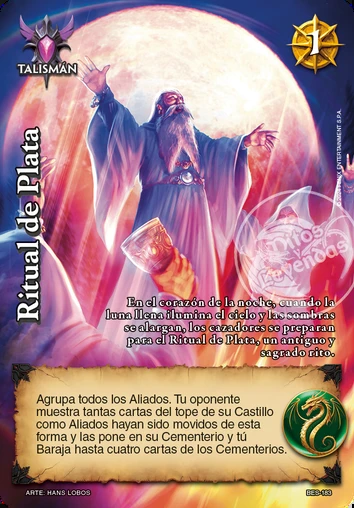 TALISMÁN
1
Ritual de Plata
Mitos y
Leyendas
En el corazón de la noche, cuando la
luna llena ilumina el cielo y las sombras
se alargan, los cazadores se preparan
para el Ritual de Plata, un antiguo y
sagrado rito.
Agrupa todos los Aliados. Tu oponente
muestra tantas cartas del tope de su Castillo
como Aliados hayan sido movidos de esta
forma y las pone en su Cementerio y tú
Baraja hasta cuatro cartas de los Cementerios.
ARTE: HANS LOBOS
BES-183